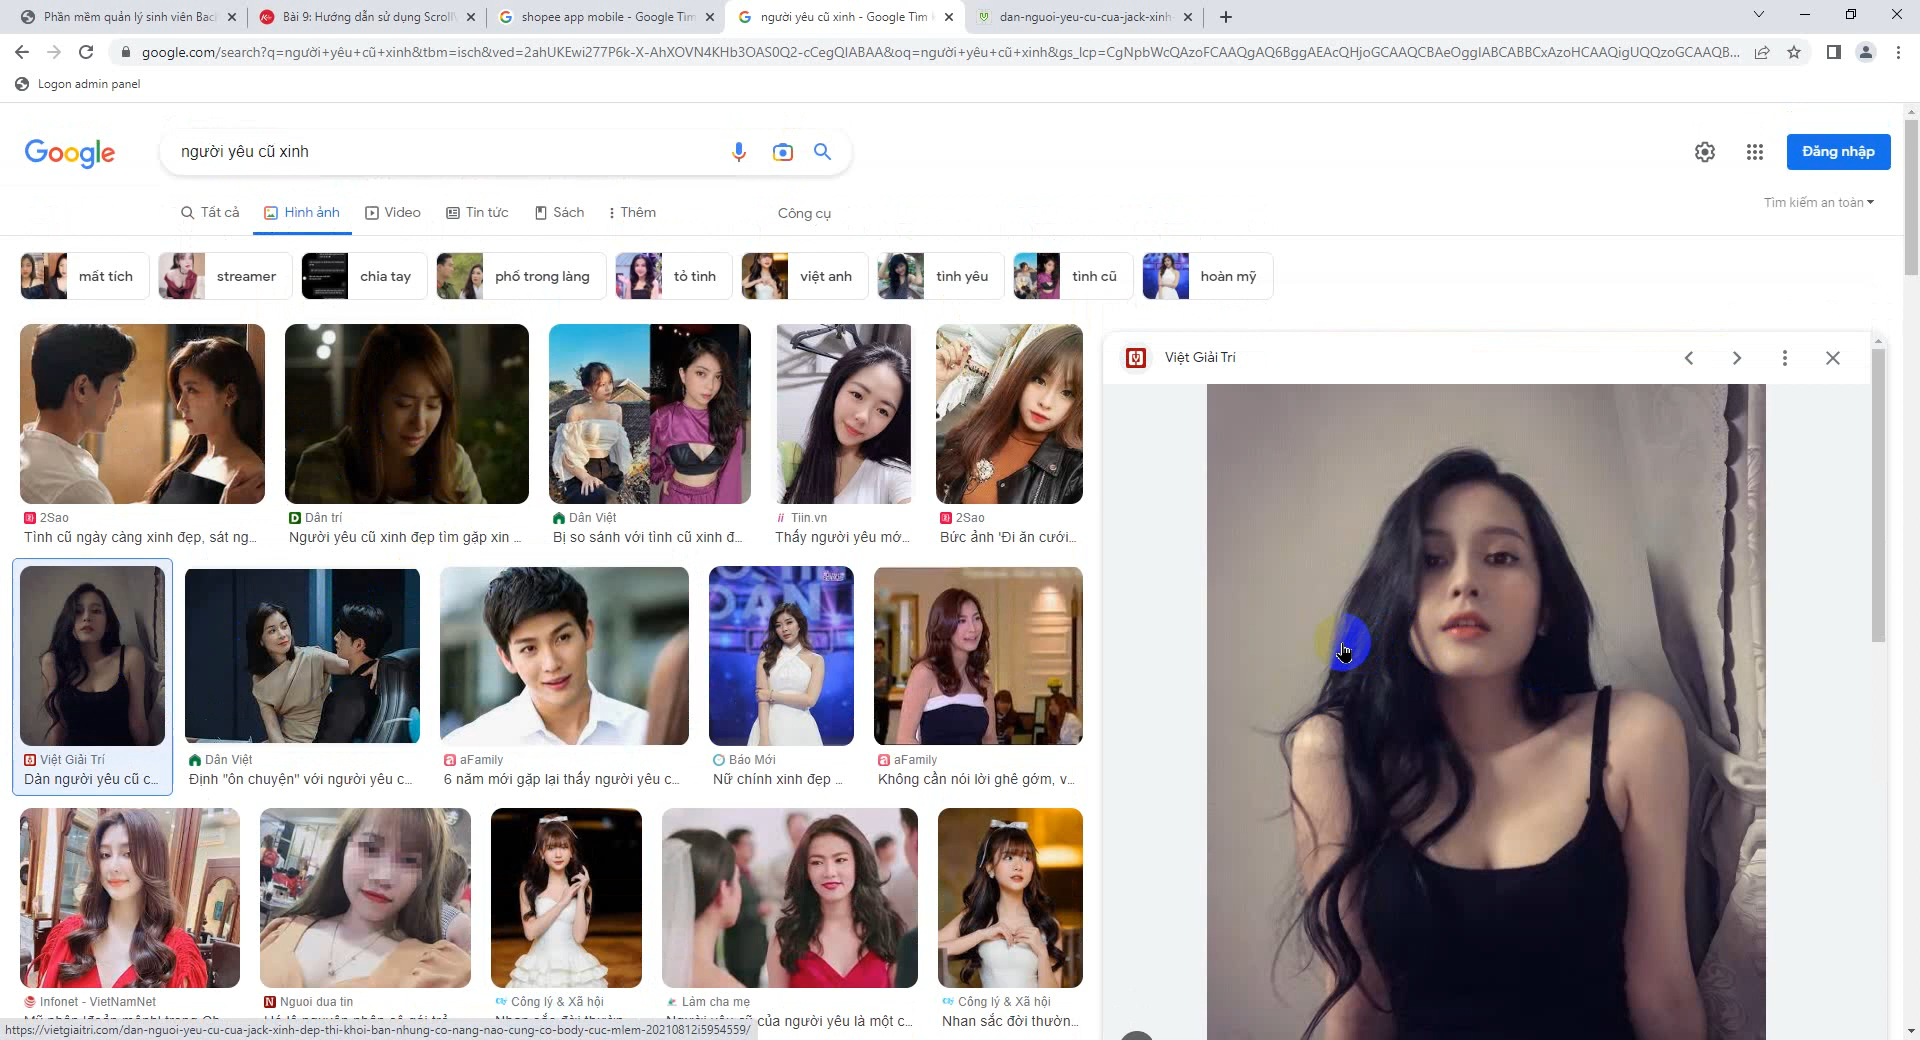 Phần mềm quản lý sinh viên Bac
Bài 9: Hướng dẫn sử dụng Scroll
shopee app mobile - Google Tìm
người yêu cũ xinh - Google Tìm
dan-nguoi-yeu-cu-cua-jack-xinh
google.com/search?q=người+yêu+cũ+xinh&tbm=isch&ved=2ahUKEwi277P6k-X-AhXOVN4KHb3OAS0Q2-cCegQIABAA&oq=người+yêu+cũ+xinh&gs_lcp=CgNpbWcQAzoFCAAQgAQ6BggAEAcQHjoGCAAQCBAeOggIABCABBCxAzoHCAAQigUQQzoGCAAQB...
Logon admin panel
Google
người yêu cũ xinh
Đăng nhập
Tất cả
Hình ảnh
Video
Tin tức
Sách
Thêm
Công cụ
Tìm kiếm an toàn
mất tích
streamer
chia tay
phố trong làng
tỏ tình
việt anh
tình yêu
tình cũ
hoàn mỹ
2Sao
Tình cũ ngày càng xinh đẹp, sát ng...
Dân trí
Người yêu cũ xinh đẹp tìm gặp xin ...
Dân Việt
Bị so sánh với tình cũ xinh đ...
Tiin.vn
Thấy người yêu mớ...
2Sao
Bức ảnh 'Đi ăn cưới...
Việt Giải Trí
Việt Giải Trí
Dàn người yêu cũ c...
Dân Việt
Định "ôn chuyện" với người yêu c...
aFamily
6 năm mới gặp lại thấy người yêu c...
Báo Mới
Nữ chính xinh đẹp ...
aFamily
Không cần nói lời ghê gớm, v...
Infonet - VietNamNet
Nguoi dua tin
Công lý & Xã hội
Làm cha mẹ
của người yêu là một c...
Công lý & Xã hội
Nhan sắc đời thườn...
https://vietgiaitri.com/dan-nguoi-yeu-cu-cua-jack-xinh-dep-thi-khoi-ban-nhung-co-nang-nao-cung-co-body-cuc-mlem-20210812i5954559/